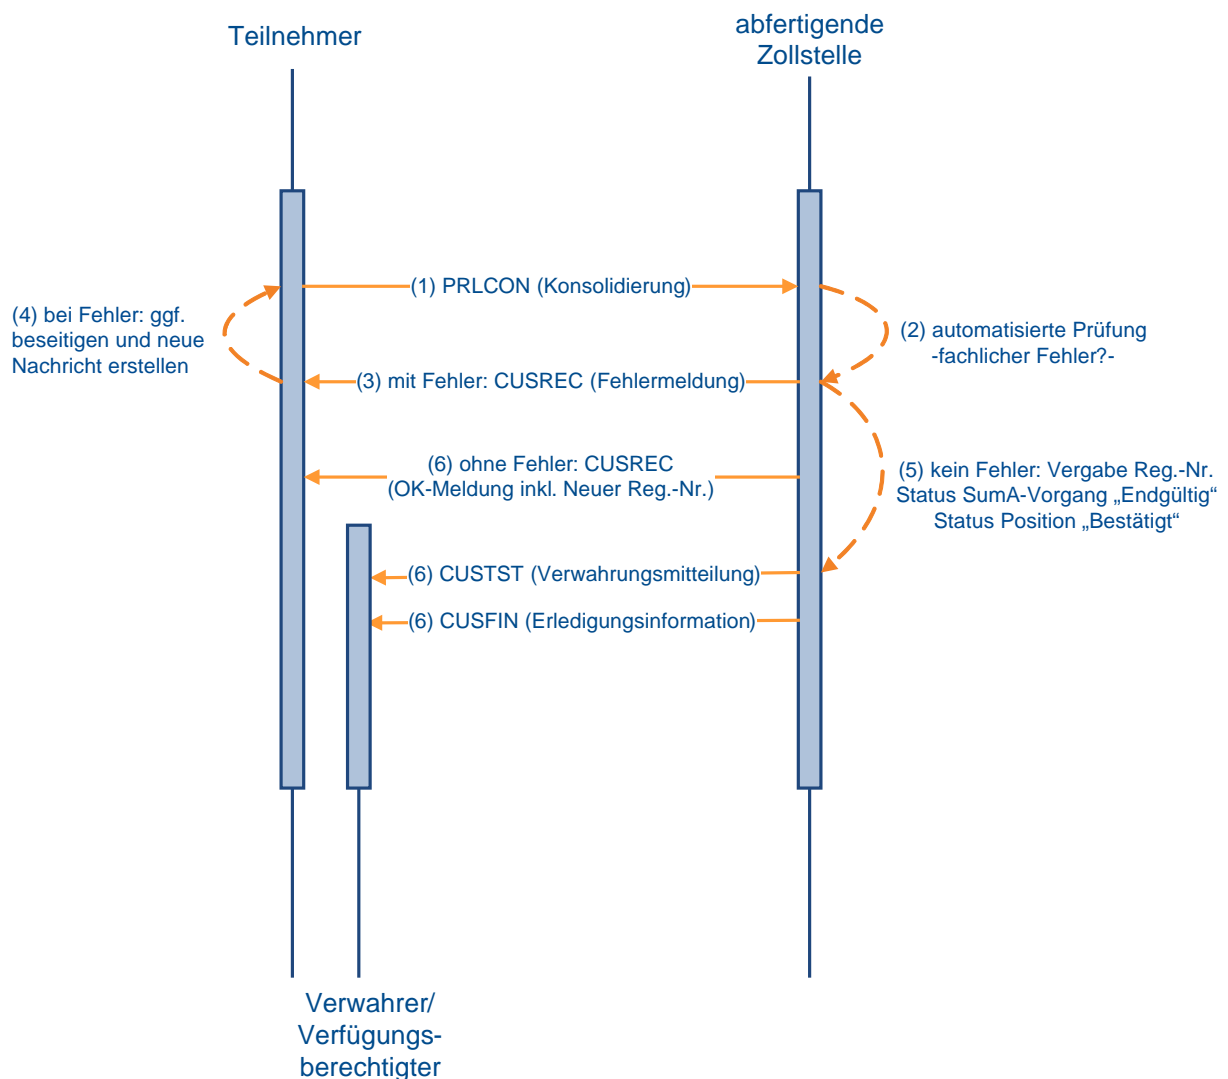 Teilnehmer
abfertigende
Zollstelle
(1) PRLCON (Konsolidierung)
(4) bei Fehler: ggf.
beseitigen und neue
Nachricht erstellen
(2) automatisierte Prüfung
-fachlicher Fehler?-
(3) mit Fehler: CUSREC (Fehlermeldung)
(6) ohne Fehler: CUSREC
(OK-Meldung inkl. Neuer Reg.-Nr.)
(5) kein Fehler: Vergabe Reg.-Nr.
Status SumA-Vorgang „Endgültig“
Status Position „Bestätigt“
(6) CUSTST (Verwahrungsmitteilung)
(6) CUSFIN (Erledigungsinformation)
Verwahrer/
Verfügungs-
berechtigter